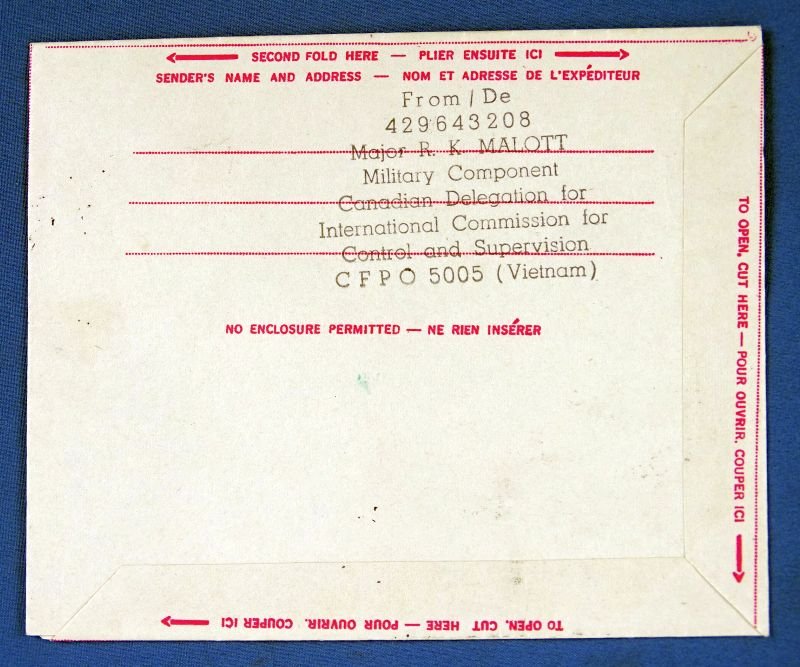 SECOND FOLD HERE — PLIER ENSUITE ICI
SENDER'S NAME AND ADDRESS — NOM ET ADRESSE DE L'EXPÉDITEUR
From / De
429643208
Major R. K. MALOTT
Military Component
Canadian Delegation for
International Commission for
Control and Supervision
CFPO 5005 (Vietnam)
NO ENCLOSURE PERMITTED — NE RIEN INSÉRER
TO OPEN, CUT HERE — POUR OUVRIR. COUPER ICI
TO OPEN, CUT HERE — POUR OUVRIR. COUPER ICI